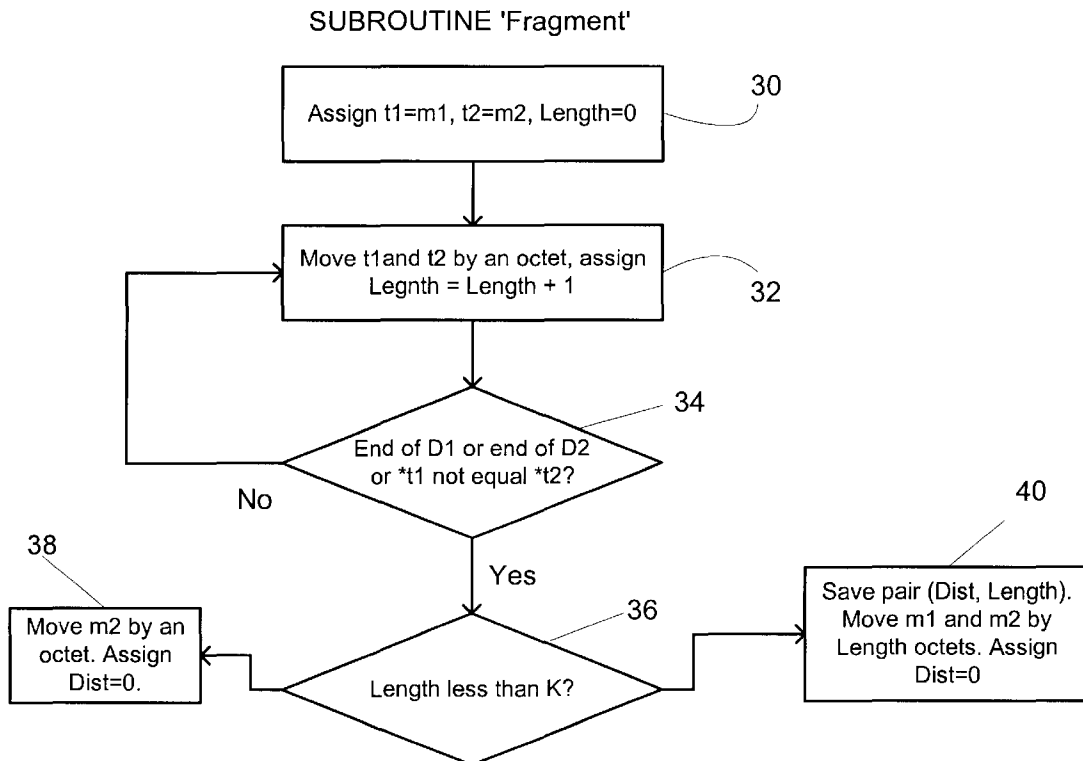 SUBROUTINE 'Fragment'
30
Assign t1=m1, t2=m2, Length=0
Move t1and t2 by an octet, assign
Legnth = Length + 1
32
34
End of D1 or end of D2
or *t1 not equal *t2?
No
Yes
38
Move m2 by an
octet. Assign
Dist=0.
36
Length less than K?
40
Save pair (Dist, Length).
Move m1 and m2 by
Length octets. Assign
Dist=0